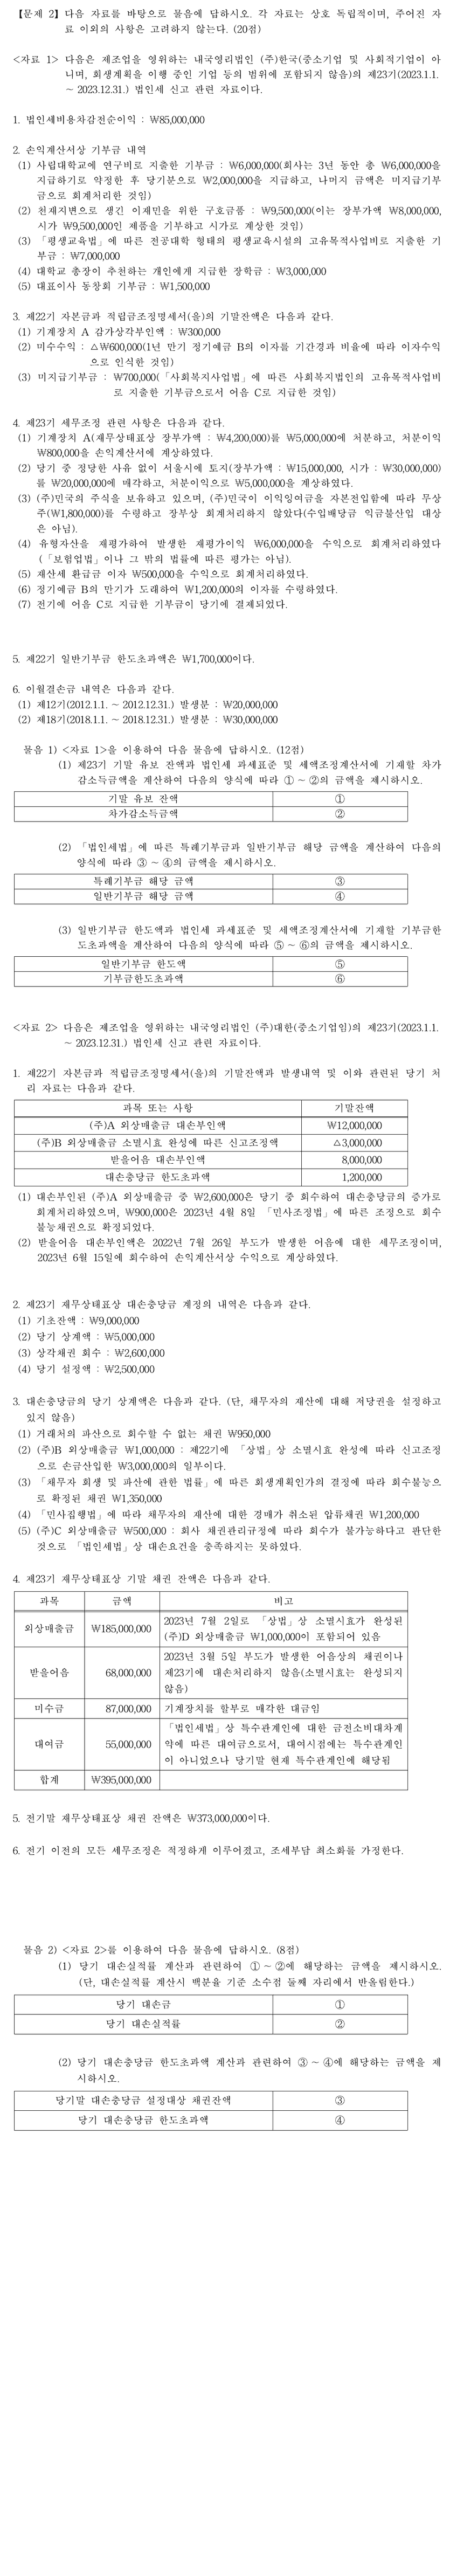 【문제 2】다음 자료를 바탕으로 물음에 답하시오. 각 자료는 상호 독립적이며, 주어진 자
료 이외의 사항은 고려하지 않는다. (20점)
<자료 1> 다음은 제조업을 영위하는 내국영리법인 (주)한국(중소기업 및 사회적기업이 아
니며, 회생계획을 이행 중인 기업 등의 범위에 포함되지 않음)의 제23기(2023.1.1.
~ 2023.12.31.) 법인세 신고 관련 자료이다.
1. 법인세비용차감전순이익 : ₩85,000,000
2. 손익계산서상 기부금 내역
(1) 사립대학교에 연구비로 지출한 기부금 : ₩6,000,000(회사는 3년 동안 총 ₩6,000,000을
지급하기로 약정한 후 당기분으로 ₩2,000,000을 지급하고, 나머지 금액은 미지급기부
금으로 회계처리한 것임)
(2) 천재지변으로 생긴 이재민을 위한 구호금품 : ₩9,500,000(이는 장부가액 ₩8,000,000,
시가 ₩9,500,000인 제품을 기부하고 시가로 계상한 것임)
(3) 「평생교육법」에 따른 전공대학 형태의 평생교육시설의 고유목적사업비로 지출한 기
부금 : ₩7,000,000
(4) 대학교 총장이 추천하는 개인에게 지급한 장학금 : ₩3,000,000
(5) 대표이사 동창회 기부금 : ₩1,500,000
3. 제22기 자본금과 적립금조정명세서(을)의 기말잔액은 다음과 같다.
(1) 기계장치 A 감가상각부인액 : ₩300,000
(2) 미수수익 : △₩600,000(1년 만기 정기예금 B의 이자를 기간경과 비율에 따라 이자수익
으로 인식한 것임)
(3) 미지급기부금 : ₩700,000(「사회복지사업법」에 따른 사회복지법인의 고유목적사업비
로 지출한 기부금으로서 어음 C로 지급한 것임)
4. 제23기 세무조정 관련 사항은 다음과 같다.
(1) 기계장치 A(재무상태표상 장부가액 : ₩4,200,000)를 ₩5,000,000에 처분하고, 처분이익
₩800,000을 손익계산서에 계상하였다.
(2) 당기 중 정당한 사유 없이 서울시에 토지(장부가액 : ₩15,000,000, 시가 : ₩30,000,000)
를 ₩20,000,000에 매각하고, 처분이익으로 ₩5,000,000을 계상하였다.
(3) (주)민국의 주식을 보유하고 있으며, (주)민국이 이익잉여금을 자본전입함에 따라 무상
주(₩1,800,000)를 수령하고 장부상 회계처리하지 않았다(수입배당금 익금불산입 대상
은 아님).
(4) 유형자산을 재평가하여 발생한 재평가이익 ₩6,000,000을 수익으로 회계처리하였다
(「보험업법」이나 그 밖의 법률에 따른 평가는 아님).
(5) 재산세 환급금 이자 ₩500,000을 수익으로 회계처리하였다.
(6) 정기예금 B의 만기가 도래하여 ₩1,200,000의 이자를 수령하였다.
(7) 전기에 어음 C로 지급한 기부금이 당기에 결제되었다.
5. 제22기 일반기부금 한도초과액은 ₩1,700,000이다.
6. 이월결손금 내역은 다음과 같다.
(1) 제12기(2012.1.1. ~ 2012.12.31.) 발생분 : ₩20,000,000
(2) 제18기(2018.1.1. ~ 2018.12.31.) 발생분 : ₩30,000,000
물음 1) <자료 1>을 이용하여 다음 물음에 답하시오. (12점)
(1) 제23기 기말 유보 잔액과 법인세 과세표준 및 세액조정계산서에 기재할 차가
감소득금액을 계산하여 다음의 양식에 따라 ① ~ ②의 금액을 제시하시오.
기말 유보 잔액 ①
차가감소득금액 ②
(2) 「법인세법」에 따른 특례기부금과 일반기부금 해당 금액을 계산하여 다음의
양식에 따라 ③ ~ ④의 금액을 제시하시오.
특례기부금 해당 금액 ③
일반기부금 해당 금액 ④
(3) 일반기부금 한도액과 법인세 과세표준 및 세액조정계산서에 기재할 기부금한
도초과액을 계산하여 다음의 양식에 따라 ⑤ ~ ⑥의 금액을 제시하시오.
일반기부금 한도액 ⑤
기부금한도초과액 ⑥
<자료 2> 다음은 제조업을 영위하는 내국영리법인 (주)대한(중소기업임)의 제23기(2023.1.1.
~ 2023.12.31.) 법인세 신고 관련 자료이다.
1. 제22기 자본금과 적립금조정명세서(을)의 기말잔액과 발생내역 및 이와 관련된 당기 처
리 자료는 다음과 같다.
과목 또는 사항 기말잔액
(주)A 외상매출금 대손부인액 ₩12,000,000
(주)B 외상매출금 소멸시효 완성에 따른 신고조정액 △3,000,000
받을어음 대손부인액 8,000,000
대손충당금 한도초과액 1,200,000
(1) 대손부인된 (주)A 외상매출금 중 ₩2,600,000은 당기 중 회수하여 대손충당금의 증가로
회계처리하였으며, ₩900,000은 2023년 4월 8일 「민사조정법」에 따른 조정으로 회수
불능채권으로 확정되었다.
(2) 받을어음 대손부인액은 2022년 7월 26일 부도가 발생한 어음에 대한 세무조정이며,
2023년 6월 15일에 회수하여 손익계산서상 수익으로 계상하였다.
2. 제23기 재무상태표상 대손충당금 계정의 내역은 다음과 같다.
(1) 기초잔액 : ₩9,000,000
(2) 당기 상계액 : ₩5,000,000
(3) 상각채권 회수 : ₩2,600,000
(4) 당기 설정액 : ₩2,500,000
3. 대손충당금의 당기 상계액은 다음과 같다. (단, 채무자의 재산에 대해 저당권을 설정하고
있지 않음)
(1) 거래처의 파산으로 회수할 수 없는 채권 ₩950,000
(2) (주)B 외상매출금 ₩1,000,000 : 제22기에 「상법」상 소멸시효 완성에 따라 신고조정
으로 손금산입한 ₩3,000,000의 일부이다.
(3) 「채무자 회생 및 파산에 관한 법률」에 따른 회생계획인가의 결정에 따라 회수불능으
로 확정된 채권 ₩1,350,000
(4) 「민사집행법」에 따라 채무자의 재산에 대한 경매가 취소된 압류채권 ₩1,200,000
(5) (주)C 외상매출금 ₩500,000 : 회사 채권관리규정에 따라 회수가 불가능하다고 판단한
것으로 「법인세법」상 대손요건을 충족하지는 못하였다.
4. 제23기 재무상태표상 기말 채권 잔액은 다음과 같다.
과목 금액 비고
외상매출금 ₩185,000,000 2023년 7월 2일로 「상법」상 소멸시효가 완성된
(주)D 외상매출금 ₩1,000,000이 포함되어 있음
받을어음 68,000,000 2023년 3월 5일 부도가 발생한 어음상의 채권이나
제23기에 대손처리하지 않음(소멸시효는 완성되지
않음)
미수금 87,000,000 기계장치를 할부로 매각한 대금임
대여금 55,000,000 「법인세법」상 특수관계인에 대한 금전소비대차계
약에 따른 대여금으로서, 대여시점에는 특수관계인
이 아니었으나 당기말 현재 특수관계인에 해당됨
합계 ₩395,000,000
5. 전기말 재무상태표상 채권 잔액은 ₩373,000,000이다.
6. 전기 이전의 모든 세무조정은 적정하게 이루어졌고, 조세부담 최소화를 가정한다.
물음 2) <자료 2>를 이용하여 다음 물음에 답하시오. (8점)
(1) 당기 대손실적률 계산과 관련하여 ① ~ ②에 해당하는 금액을 제시하시오.
(단, 대손실적률 계산시 백분율 기준 소수점 둘째 자리에서 반올림한다.)
당기 대손금 ①
당기 대손실적률 ②
(2) 당기 대손충당금 한도초과액 계산과 관련하여 ③ ~ ④에 해당하는 금액을 제
시하시오.
당기말 대손충당금 설정대상 채권잔액 ③
당기 대손충당금 한도초과액 ④